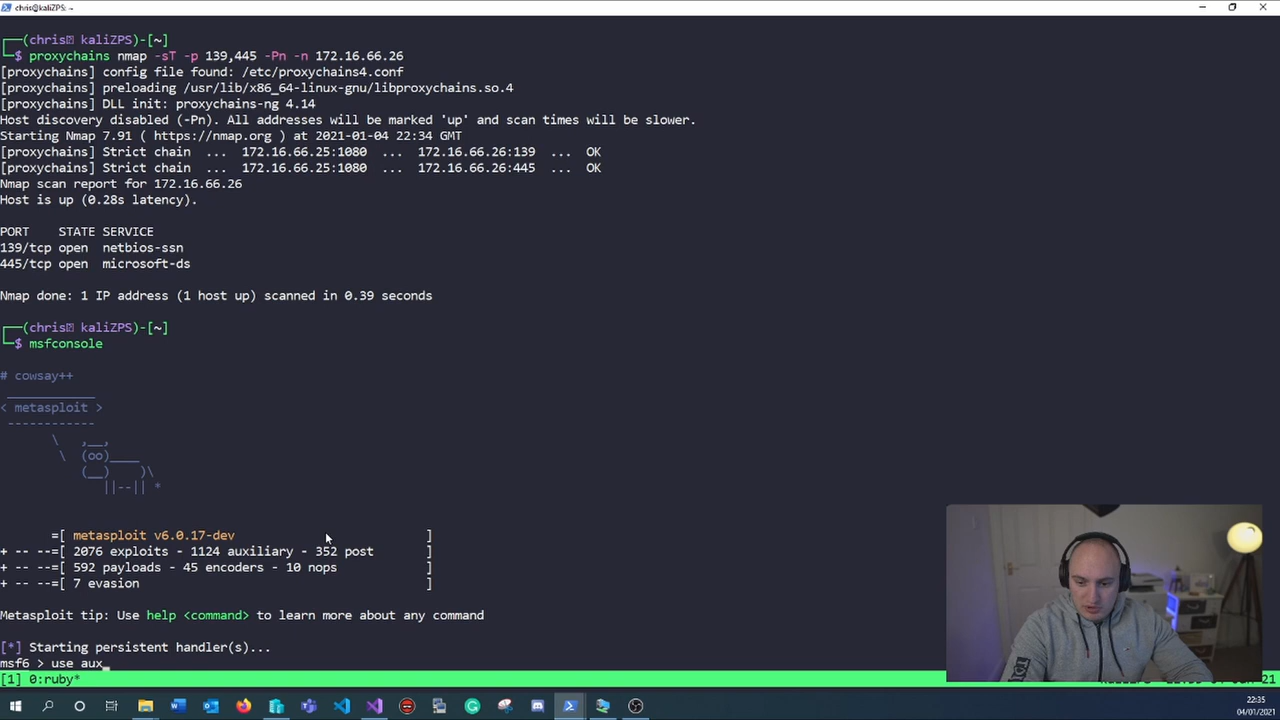 chris@kaliZPS: ~
┌──(chris⍰ kaliZPS)-[~]
└─$ proxychains nmap -sT -p 139,445 -Pn -n 172.16.66.26
[proxychains] config file found: /etc/proxychains4.conf
[proxychains] preloading /usr/lib/x86_64-linux-gnu/libproxychains.so.4
[proxychains] DLL init: proxychains-ng 4.14
Host discovery disabled (-Pn). All addresses will be marked 'up' and scan times will be slower.
Starting Nmap 7.91 ( https://nmap.org ) at 2021-01-04 22:34 GMT
[proxychains] Strict chain  ...  172.16.66.25:1080  ...  172.16.66.26:139  ...  OK
[proxychains] Strict chain  ...  172.16.66.25:1080  ...  172.16.66.26:445  ...  OK
Nmap scan report for 172.16.66.26
Host is up (0.28s latency).
PORT    STATE SERVICE
139/tcp open  netbios-ssn
445/tcp open  microsoft-ds
Nmap done: 1 IP address (1 host up) scanned in 0.39 seconds
┌──(chris⍰ kaliZPS)-[~]
└─$ msfconsole
# cowsay++
____________
< metasploit >
------------
\   ,__,
\  (oo)____
(__)    )\
||--|| *
=[ metasploit v6.0.17-dev                          ]
+ -- --=[ 2076 exploits - 1124 auxiliary - 352 post       ]
+ -- --=[ 592 payloads - 45 encoders - 10 nops            ]
+ -- --=[ 7 evasion                                       ]
Metasploit tip: Use help <command> to learn more about any command
[*] Starting persistent handler(s)...
msf6 > use aux_
[1] 0:ruby*
22:35
04/01/2021